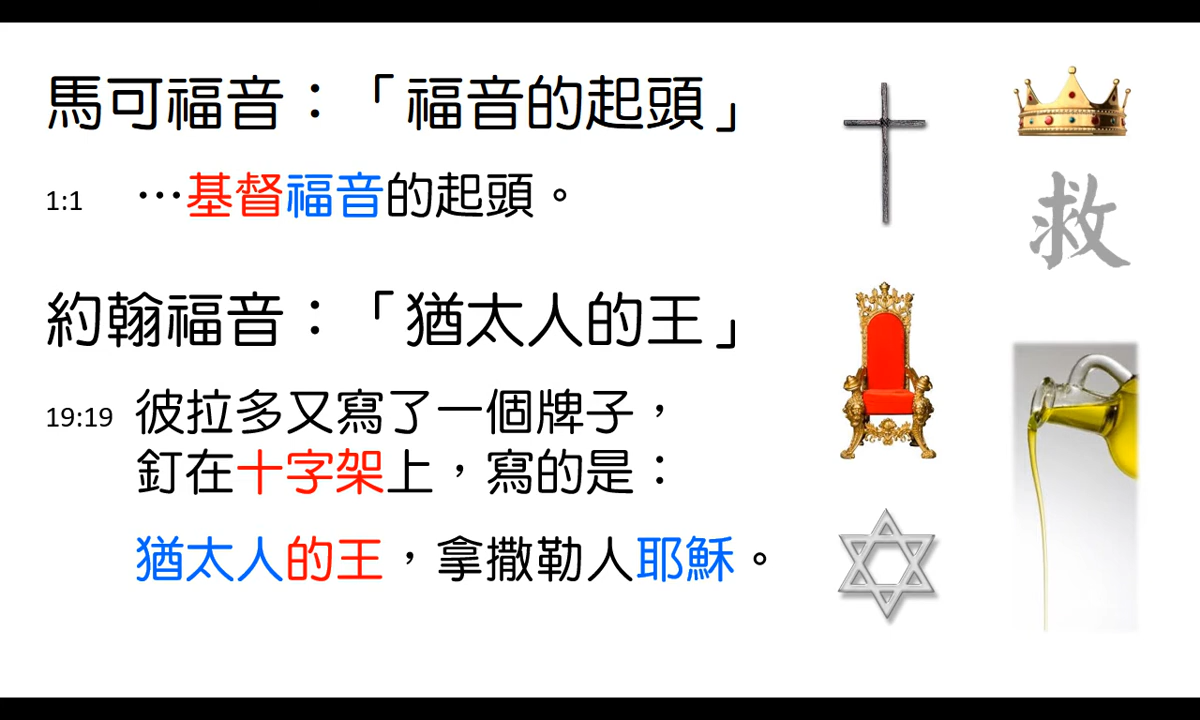 馬可福音：「福音的起頭」
1:1 …基督福音的起頭。
約翰福音：「猶太人的王」
19:19 彼拉多又寫了一個牌子，
釘在十字架上，寫的是：
猶太人的王，拿撒勒人耶穌。
救